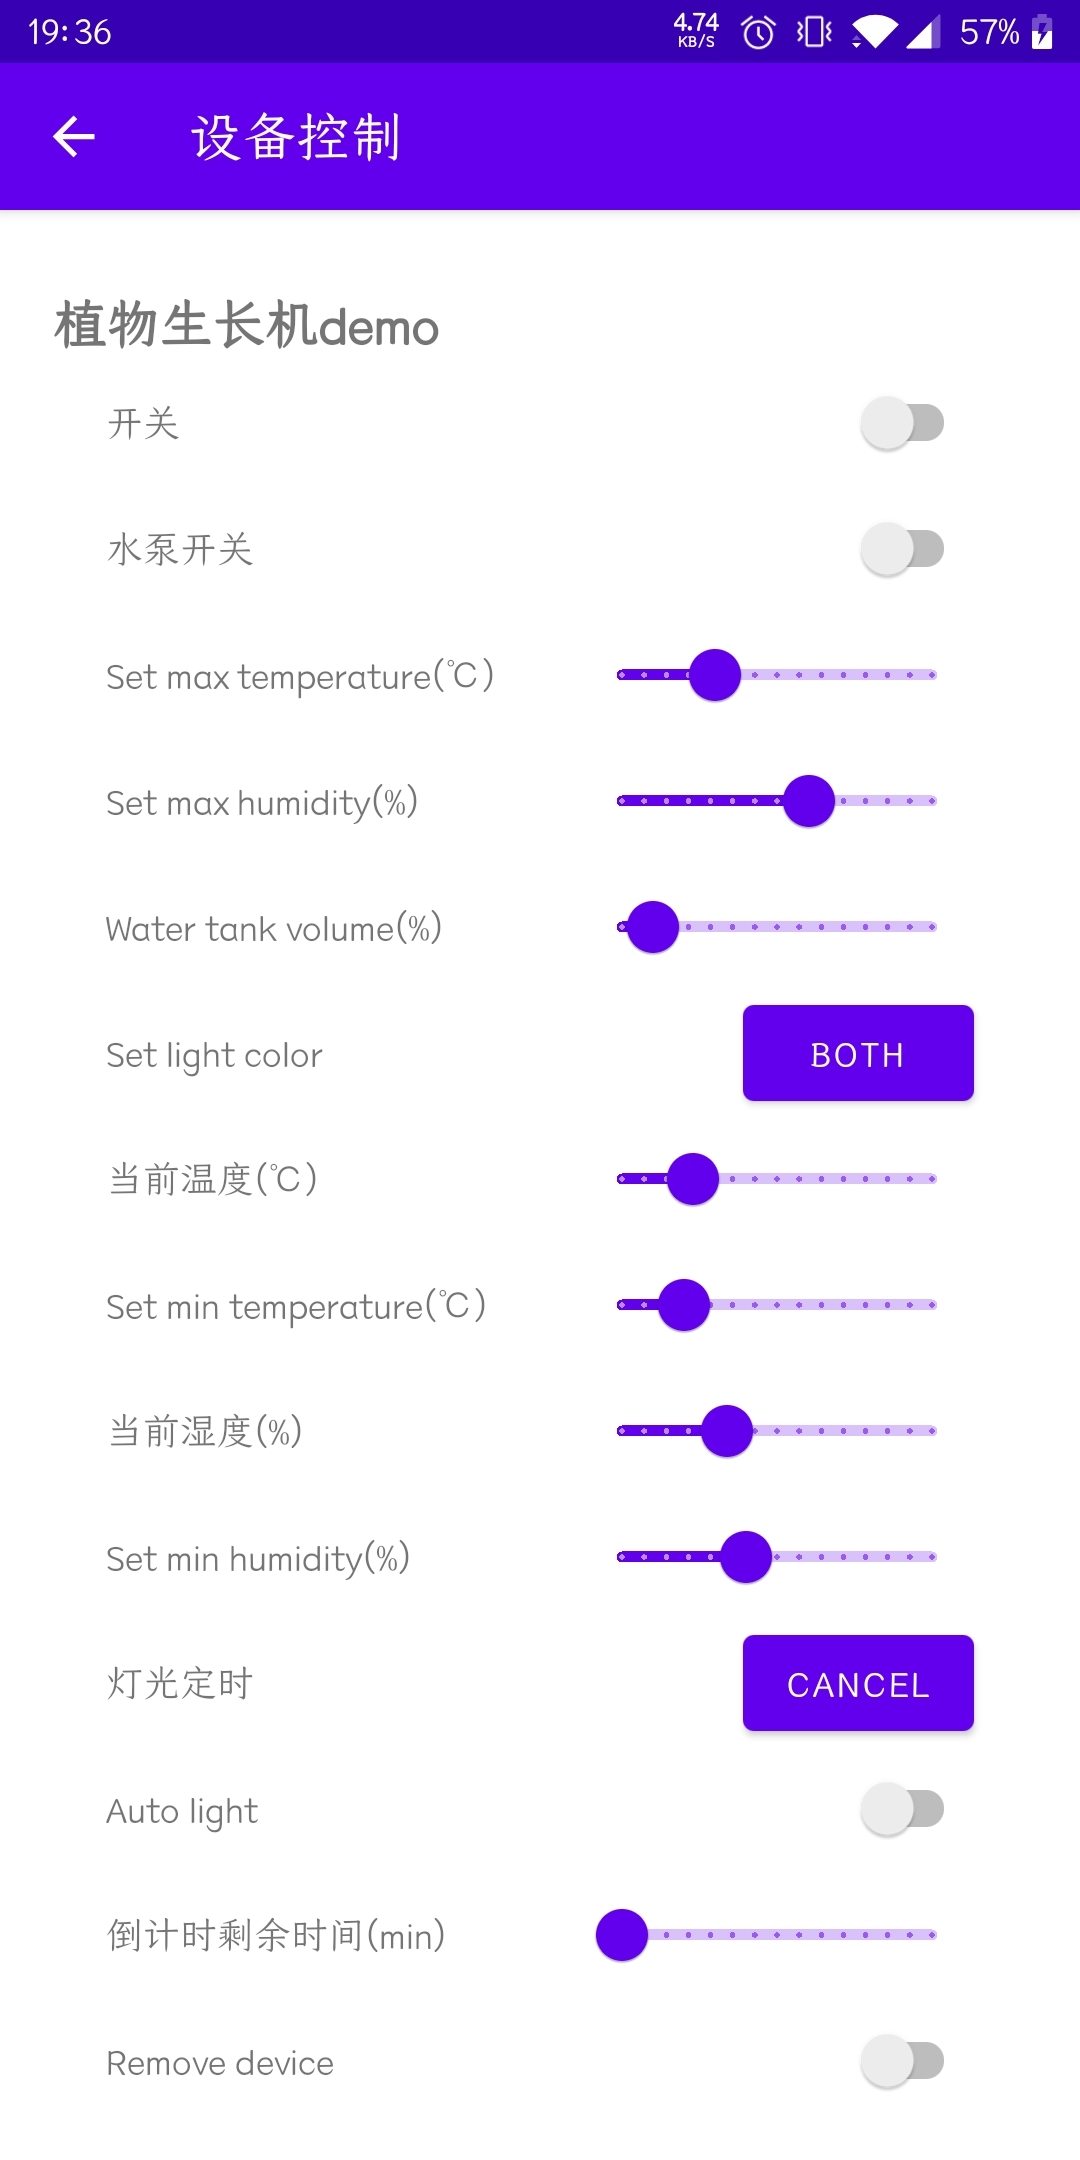 19:36
4.74
KB/S
57%
设备控制
植物生长机demo
开关
水泵开关
Set max temperature(℃)
Set max humidity(%)
Water tank volume(%)
Set light color
BOTH
当前温度(℃)
Set min temperature(℃)
当前湿度(%)
Set min humidity(%)
灯光定时
CANCEL
Auto light
倒计时剩余时间(min)
Remove device